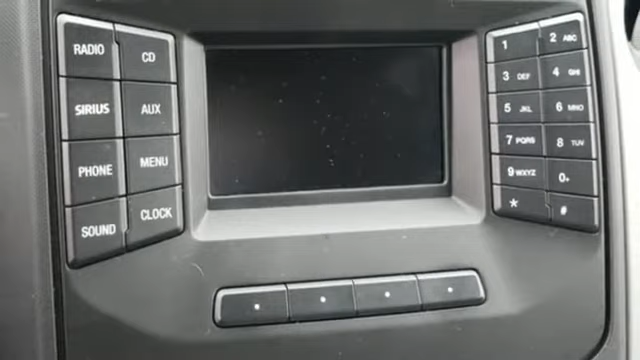 RADIO CD
SIRIUS AUX
PHONE MENU
SOUND CLOCK
1 2 ABC
3 DEF 4 GHI
5 JKL 6 MNO
7 PQRS 8 TUV
9 WXYZ 0+
* #